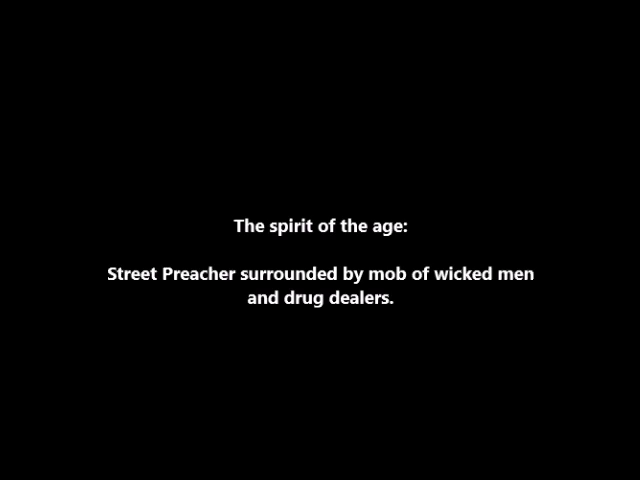 The spirit of the age:
Street Preacher surrounded by mob of wicked men
and drug dealers.